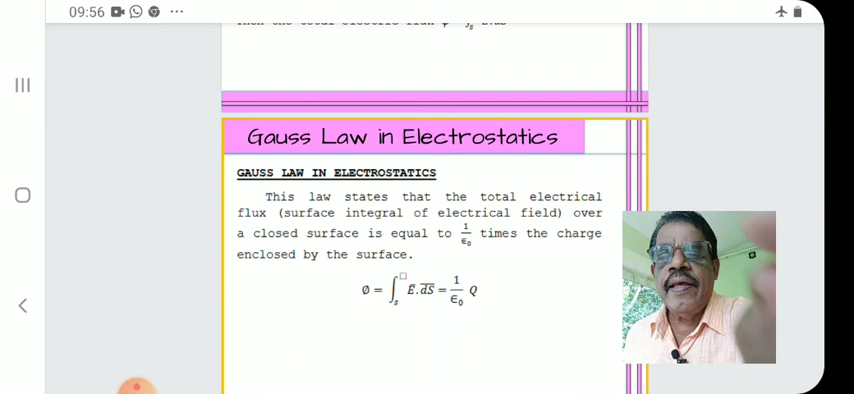 09:56
Gauss Law in Electrostatics
GAUSS LAW IN ELECTROSTATICS
This law states that the total electrical
flux (surface integral of electrical field) over
a closed surface is equal to 1/ϵ₀ times the charge
enclosed by the surface.
∅ = ∫ₛ E̅.d̅S̅ = 1/ϵ₀ Q